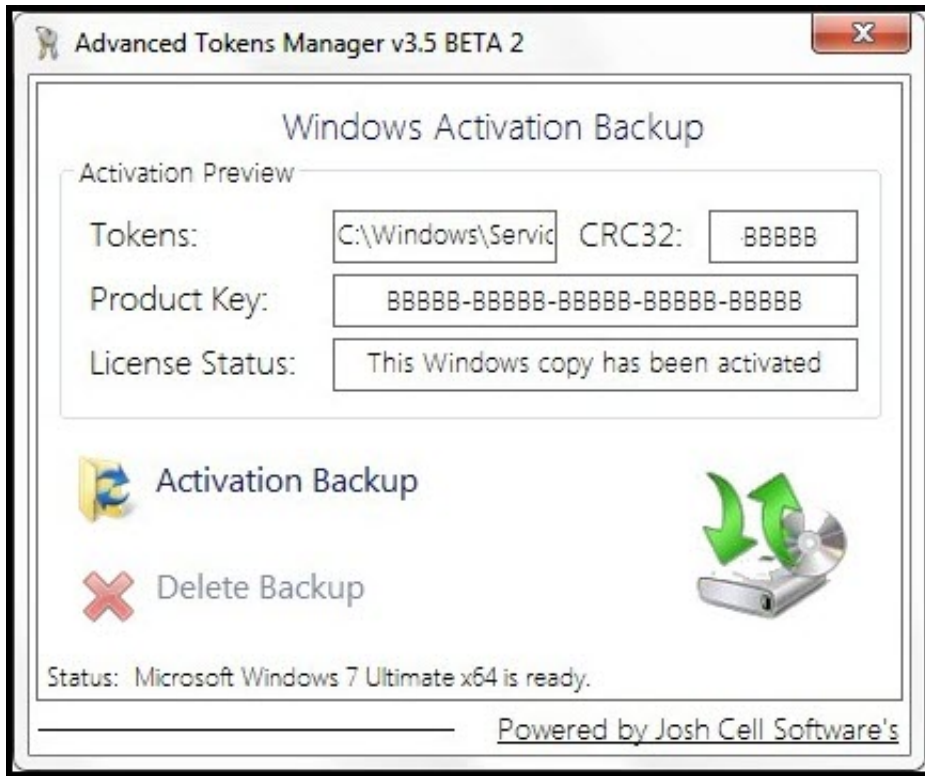 Advanced Tokens Manager v3.5 BETA 2
Windows Activation Backup
Activation Preview
Tokens: C:\Windows\Servic CRC32: -BBBBB
Product Key: BBBBB-BBBBB-BBBBB-BBBBB-BBBBB
License Status: This Windows copy has been activated
Activation Backup
Delete Backup
Status: Microsoft Windows 7 Ultimate x64 is ready.
Powered by Josh Cell Software's